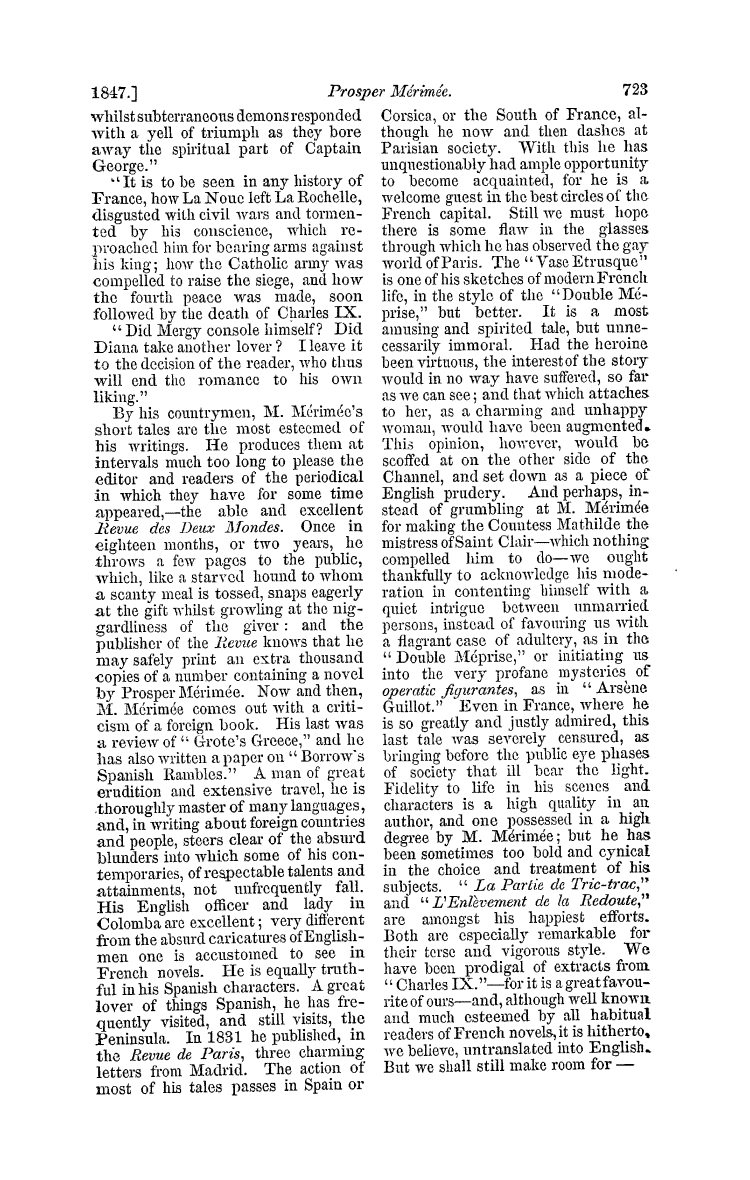 1847.] Prosper Mérimée. 723
whilst subterraneous demons responded
with a yell of triumph as they bore
away the spiritual part of Captain
George."
"It is to be seen in any history of
France, how La Noue left La Rochelle,
disgusted with civil wars and tormen-
ted by his conscience, which re-
proached him for bearing arms against
his king; how the Catholic army was
compelled to raise the siege, and how
the fourth peace was made, soon
followed by the death of Charles IX.
"Did Mergy console himself? Did
Diana take another lover? I leave it
to the decision of the reader, who thus
will end the romance to his own
liking."
By his countrymen, M. Mérimée's
short tales are the most esteemed of
his writings. He produces them at
intervals much too long to please the
editor and readers of the periodical
in which they have for some time
appeared,—the able and excellent
Revue des Deux Mondes. Once in
eighteen months, or two years, he
throws a few pages to the public,
which, like a starved hound to whom
a scanty meal is tossed, snaps eagerly
at the gift whilst growling at the nig-
gardliness of the giver: and the
publisher of the Revue knows that he
may safely print an extra thousand
copies of a number containing a novel
by Prosper Mérimée. Now and then,
M. Mérimée comes out with a criti-
cism of a foreign book. His last was
a review of "Grote's Greece," and he
has also written a paper on "Borrow's
Spanish Rambles." A man of great
erudition and extensive travel, he is
thoroughly master of many languages,
and, in writing about foreign countries
and people, steers clear of the absurd
blunders into which some of his con-
temporaries, of respectable talents and
attainments, not unfrequently fall.
His English officer and lady in
Colomba are excellent; very different
from the absurd caricatures of English-
men one is accustomed to see in
French novels. He is equally truth-
ful in his Spanish characters. A great
lover of things Spanish, he has fre-
quently visited, and still visits, the
Peninsula. In 1831 he published, in
the Revue de Paris, three charming
letters from Madrid. The action of
most of his tales passes in Spain or
Corsica, or the South of France, al-
though he now and then dashes at
Parisian society. With this he has
unquestionably had ample opportunity
to become acquainted, for he is a
welcome guest in the best circles of the
French capital. Still we must hope
there is some flaw in the glasses
through which he has observed the gay
world of Paris. The "Vase Etrusque"
is one of his sketches of modern French
life, in the style of the "Double Mé-
prise," but better. It is a most
amusing and spirited tale, but unne-
cessarily immoral. Had the heroine
been virtuous, the interest of the story
would in no way have suffered, so far
as we can see; and that which attaches
to her, as a charming and unhappy
woman, would have been augmented.
This opinion, however, would be
scoffed at on the other side of the
Channel, and set down as a piece of
English prudery. And perhaps, in-
stead of grumbling at M. Mérimée
for making the Countess Mathilde the
mistress of Saint Clair—which nothing
compelled him to do—we ought
thankfully to acknowledge his mode-
ration in contenting himself with a
quiet intrigue between unmarried
persons, instead of favouring us with
a flagrant case of adultery, as in the
"Double Méprise," or initiating us
into the very profane mysteries of
operatic figurantes, as in "Arsène
Guillot." Even in France, where he
is so greatly and justly admired, this
last tale was severely censured, as
bringing before the public eye phases
of society that ill bear the light.
Fidelity to life in his scenes and
characters is a high quality in an
author, and one possessed in a high
degree by M. Mérimée; but he has
been sometimes too bold and cynical
in the choice and treatment of his
subjects. "La Partie de Tric-trac,"
and "L'Enlèvement de la Redoute,"
are amongst his happiest efforts.
Both are especially remarkable for
their terse and vigorous style. We
have been prodigal of extracts from
"Charles IX."—for it is a great favou-
rite of ours—and, although well known
and much esteemed by all habitual
readers of French novels, it is hitherto,
we believe, untranslated into English.
But we shall still make room for —